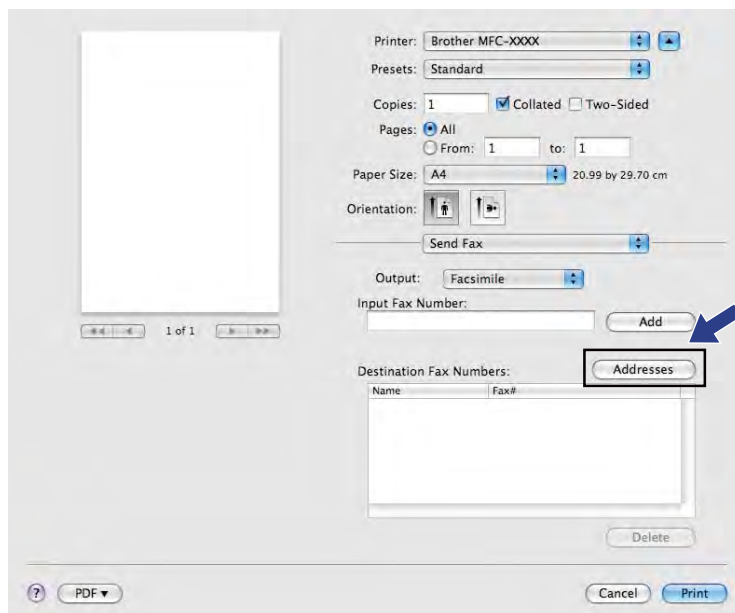 Printer: Brother MFC-XXXX
Presets: Standard
Copies: 1 Collated Two-Sided
Pages: All
From: 1 to: 1
Paper Size: A4 20.99 by 29.70 cm
Orientation:
Send Fax
Output: Facsimile
Input Fax Number:
Add
1 of 1
Destination Fax Numbers: Addresses
Name Fax#
Delete
? PDF Cancel Print